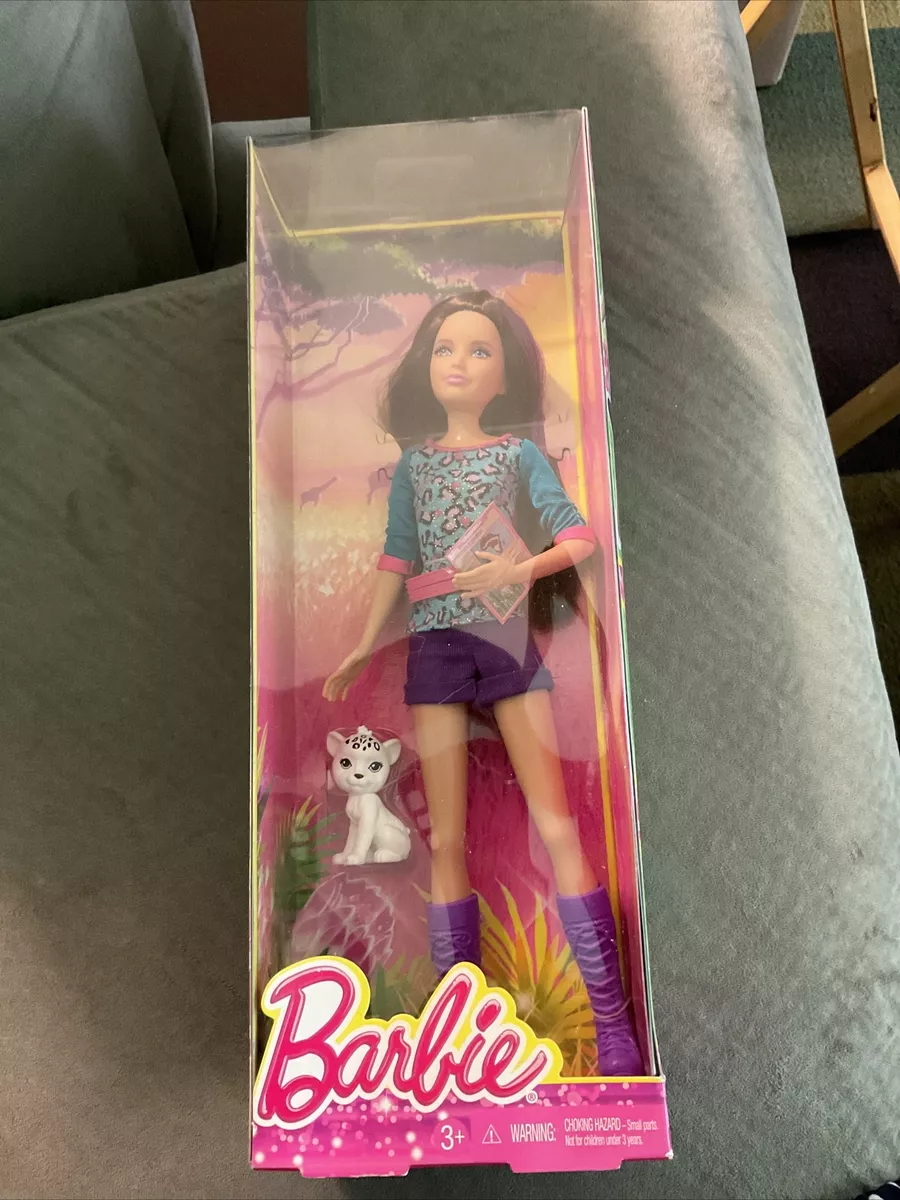 Barbie®
3+ ⚠ WARNING: CHOKING HAZARD – Small parts.
Not for children under 3 years.